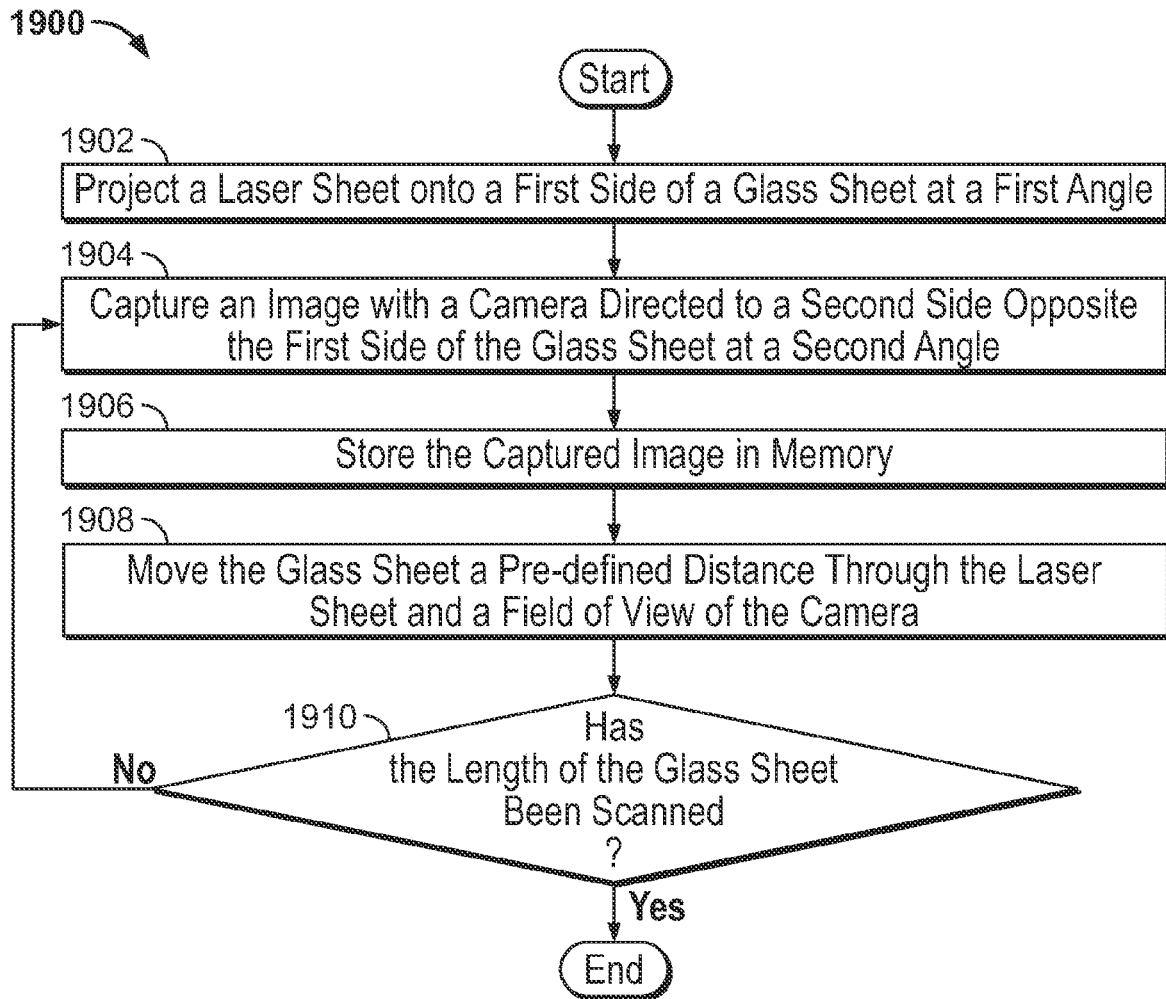 1900
Start
1902
Project a Laser Sheet onto a First Side of a Glass Sheet at a First Angle
1904
Capture an Image with a Camera Directed to a Second Side Opposite
the First Side of the Glass Sheet at a Second Angle
1906
Store the Captured Image in Memory
1908
Move the Glass Sheet a Pre-defined Distance Through the Laser
Sheet and a Field of View of the Camera
1910
Has
the Length of the Glass Sheet
Been Scanned
?
No
Yes
End